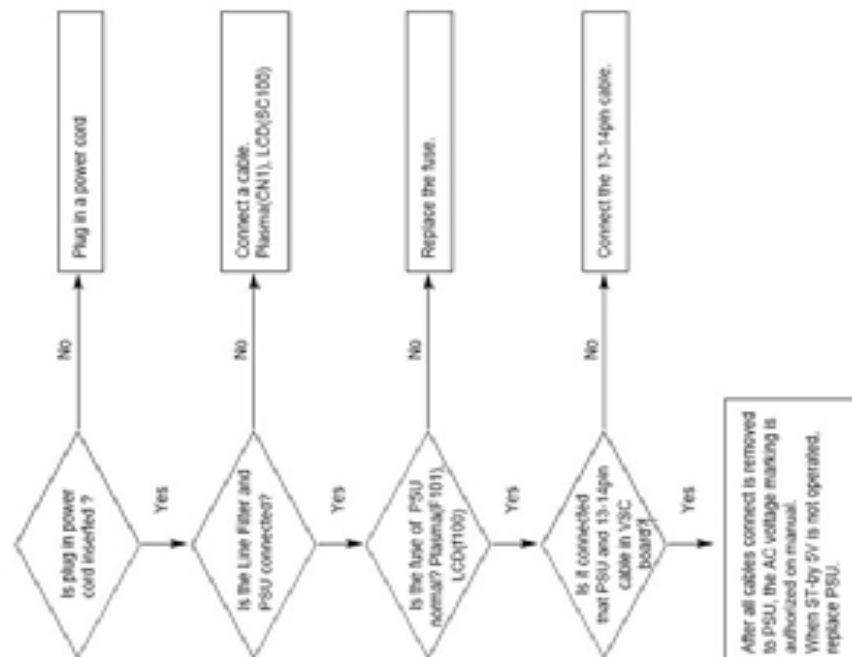 Is plug in power
cord inserted ?
No
Plug in a power cord
Yes
Is the Line Filter and
PSU connected?
No
Connect a cable.
Plasma(CN1), LCD(SC100)
Yes
Is the fuse of PSU
normal? Plasma(F101),
LCD(f100)
No
Replace the fuse.
Yes
Is it connected
that PSU and 13-14pin
cable in VSC
board?
No
Connect the 13-14pin cable.
Yes
After all cables connect is removed
to PSU, the AC voltage marking is
authorized on manual.
When ST-by 5V is not operated,
replace PSU.